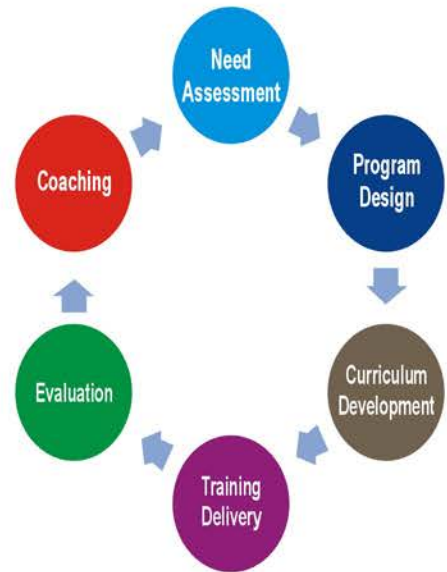 Need
Assessment
Program
Design
Curriculum
Development
Training
Delivery
Evaluation
Coaching